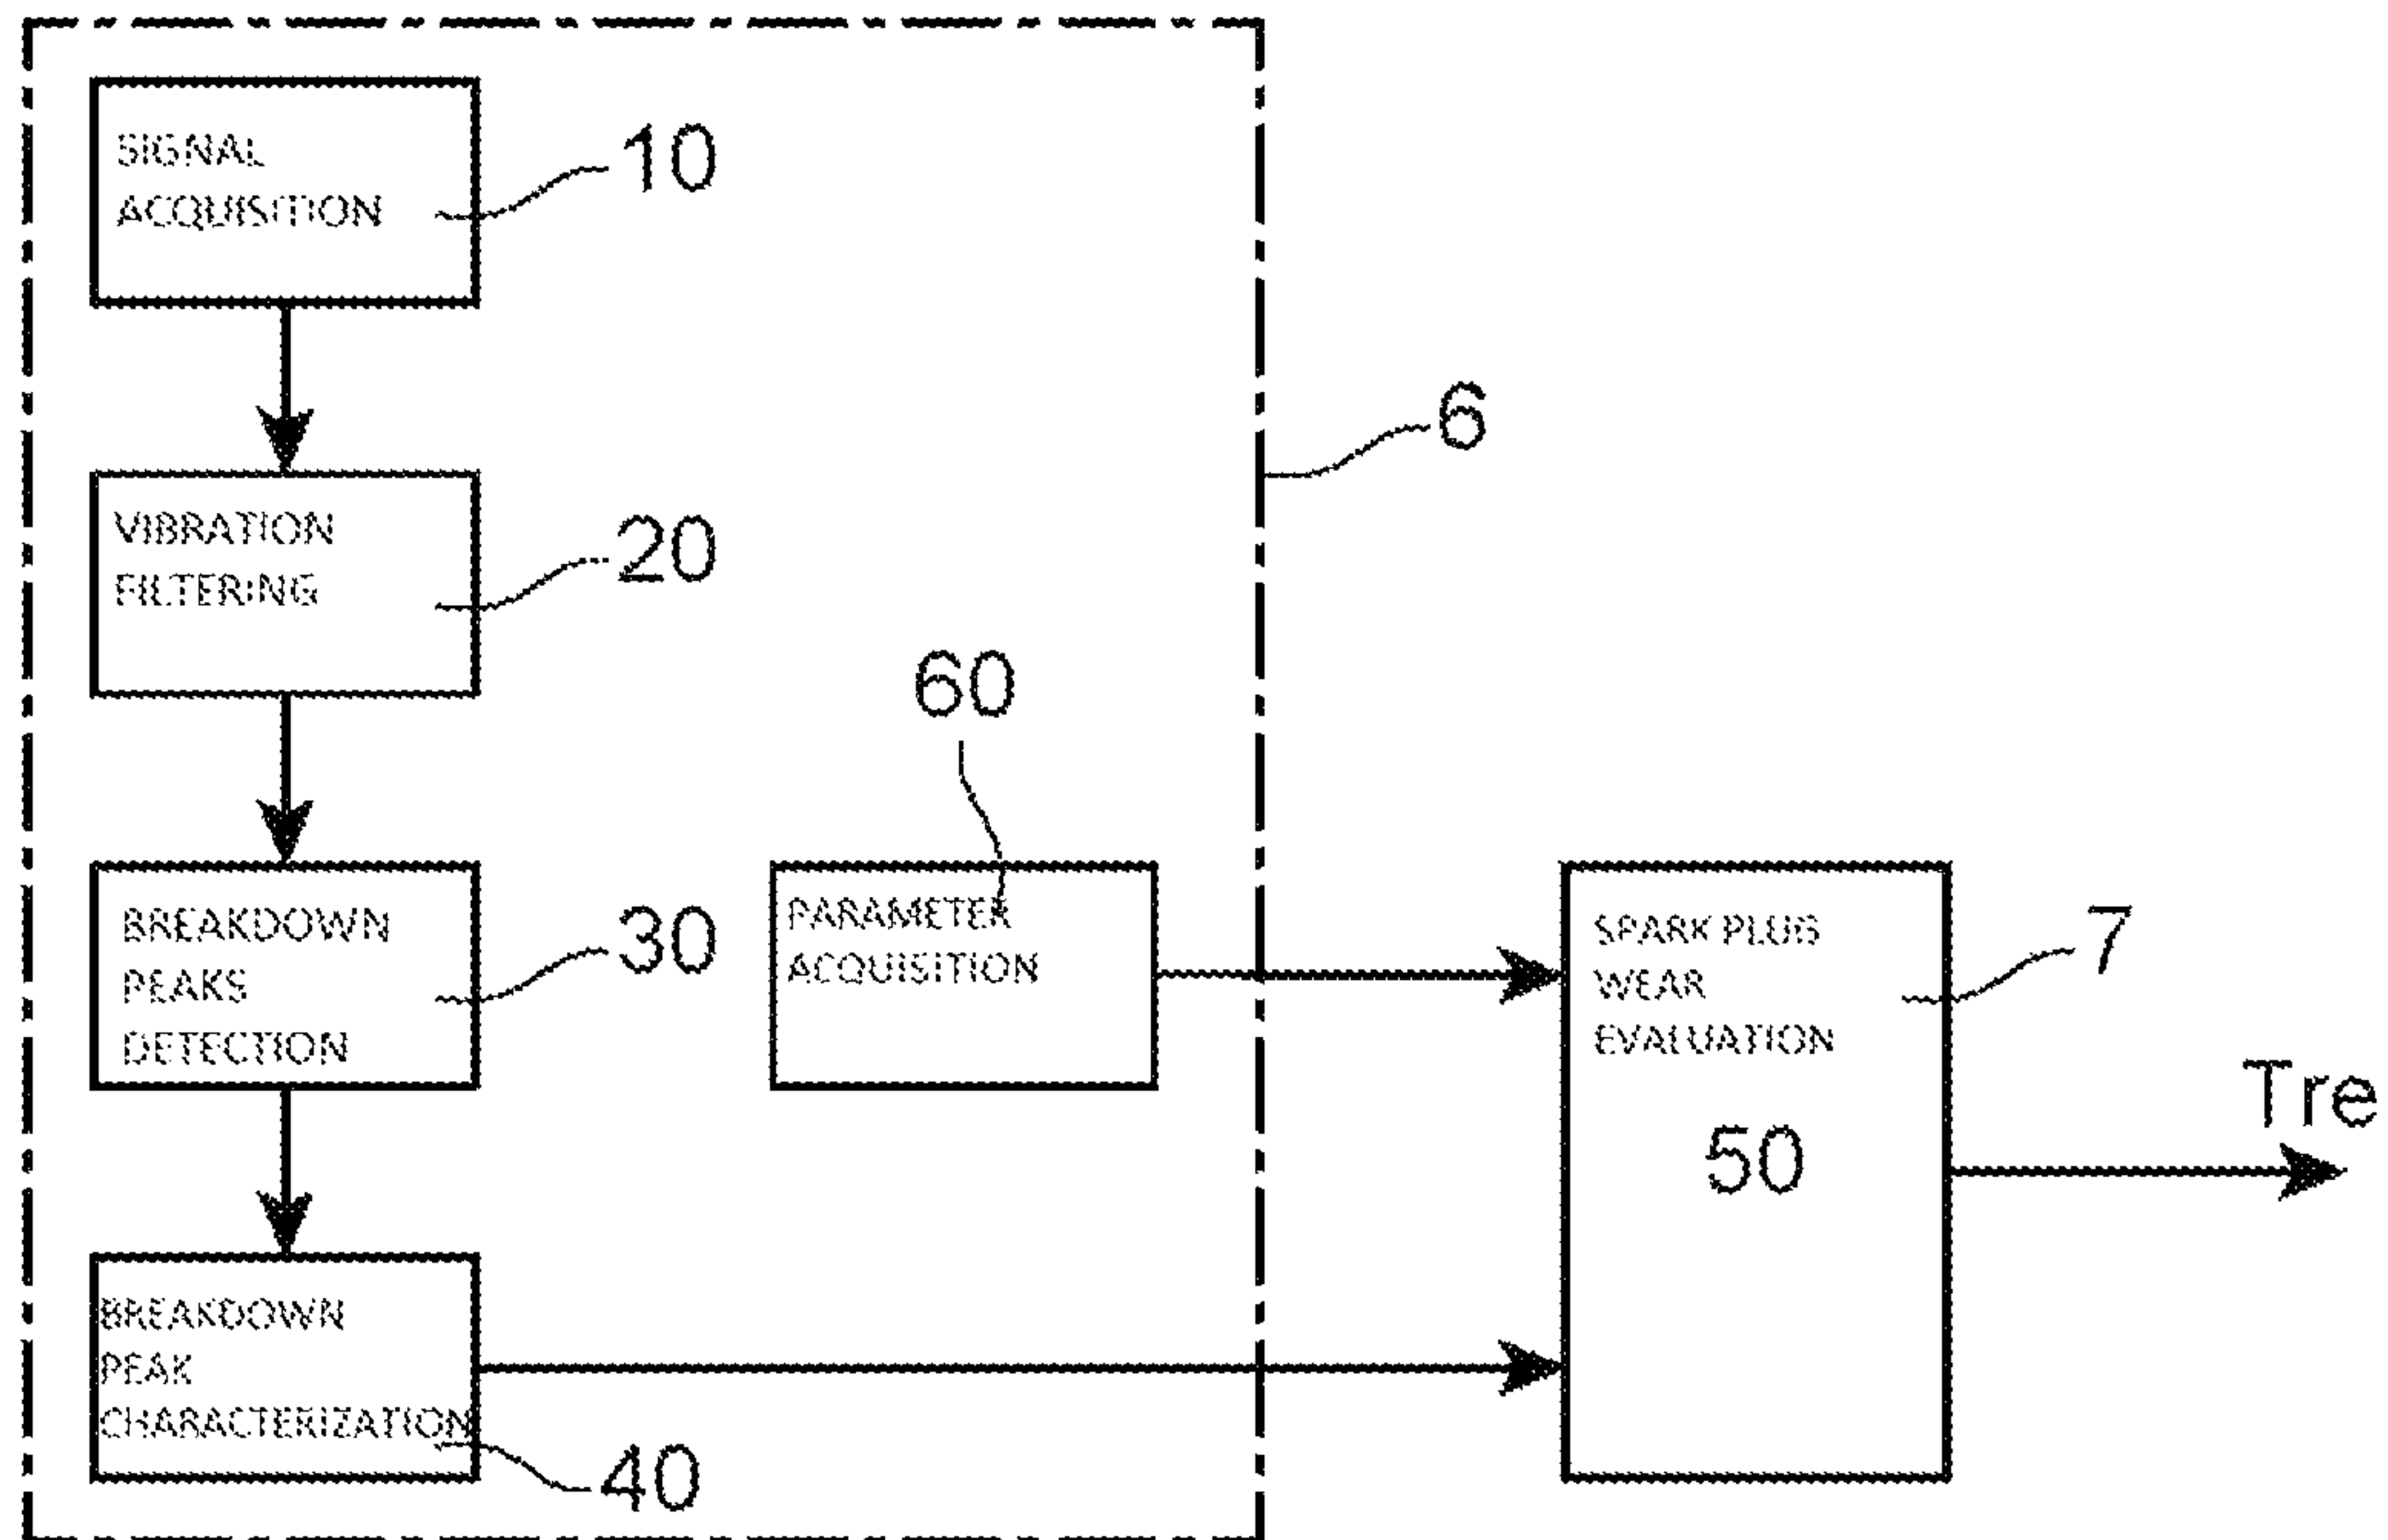 SIGNAL
ACQUISITION
10
VIBRATION
FILTERING
20
6
60
BREAKDOWN
PEAKS
DETECTION
30
PARAMETER
ACQUISITION
SPARK PLUG
WEAR
EVALUATION
50
7
Tre
BREAKDOWN
PEAK
CHARACTERIZATION
40